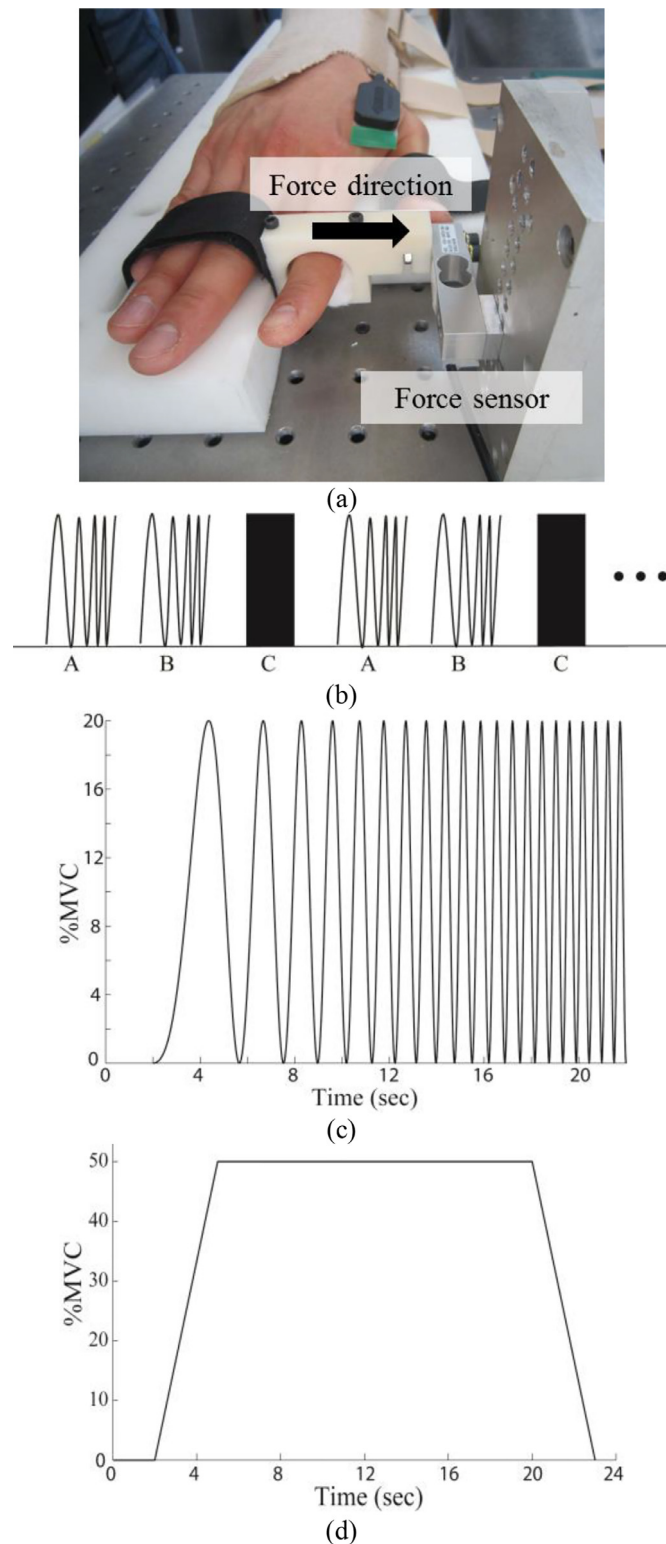 Force direction
Force sensor
(a)
A B C A B C
(b)
20
16
12
8
4
0
%MVC
0 4 8 12 16 20
Time (sec)
(c)
50
40
30
20
10
0
%MVC
0 4 8 12 16 20 24
Time (sec)
(d)